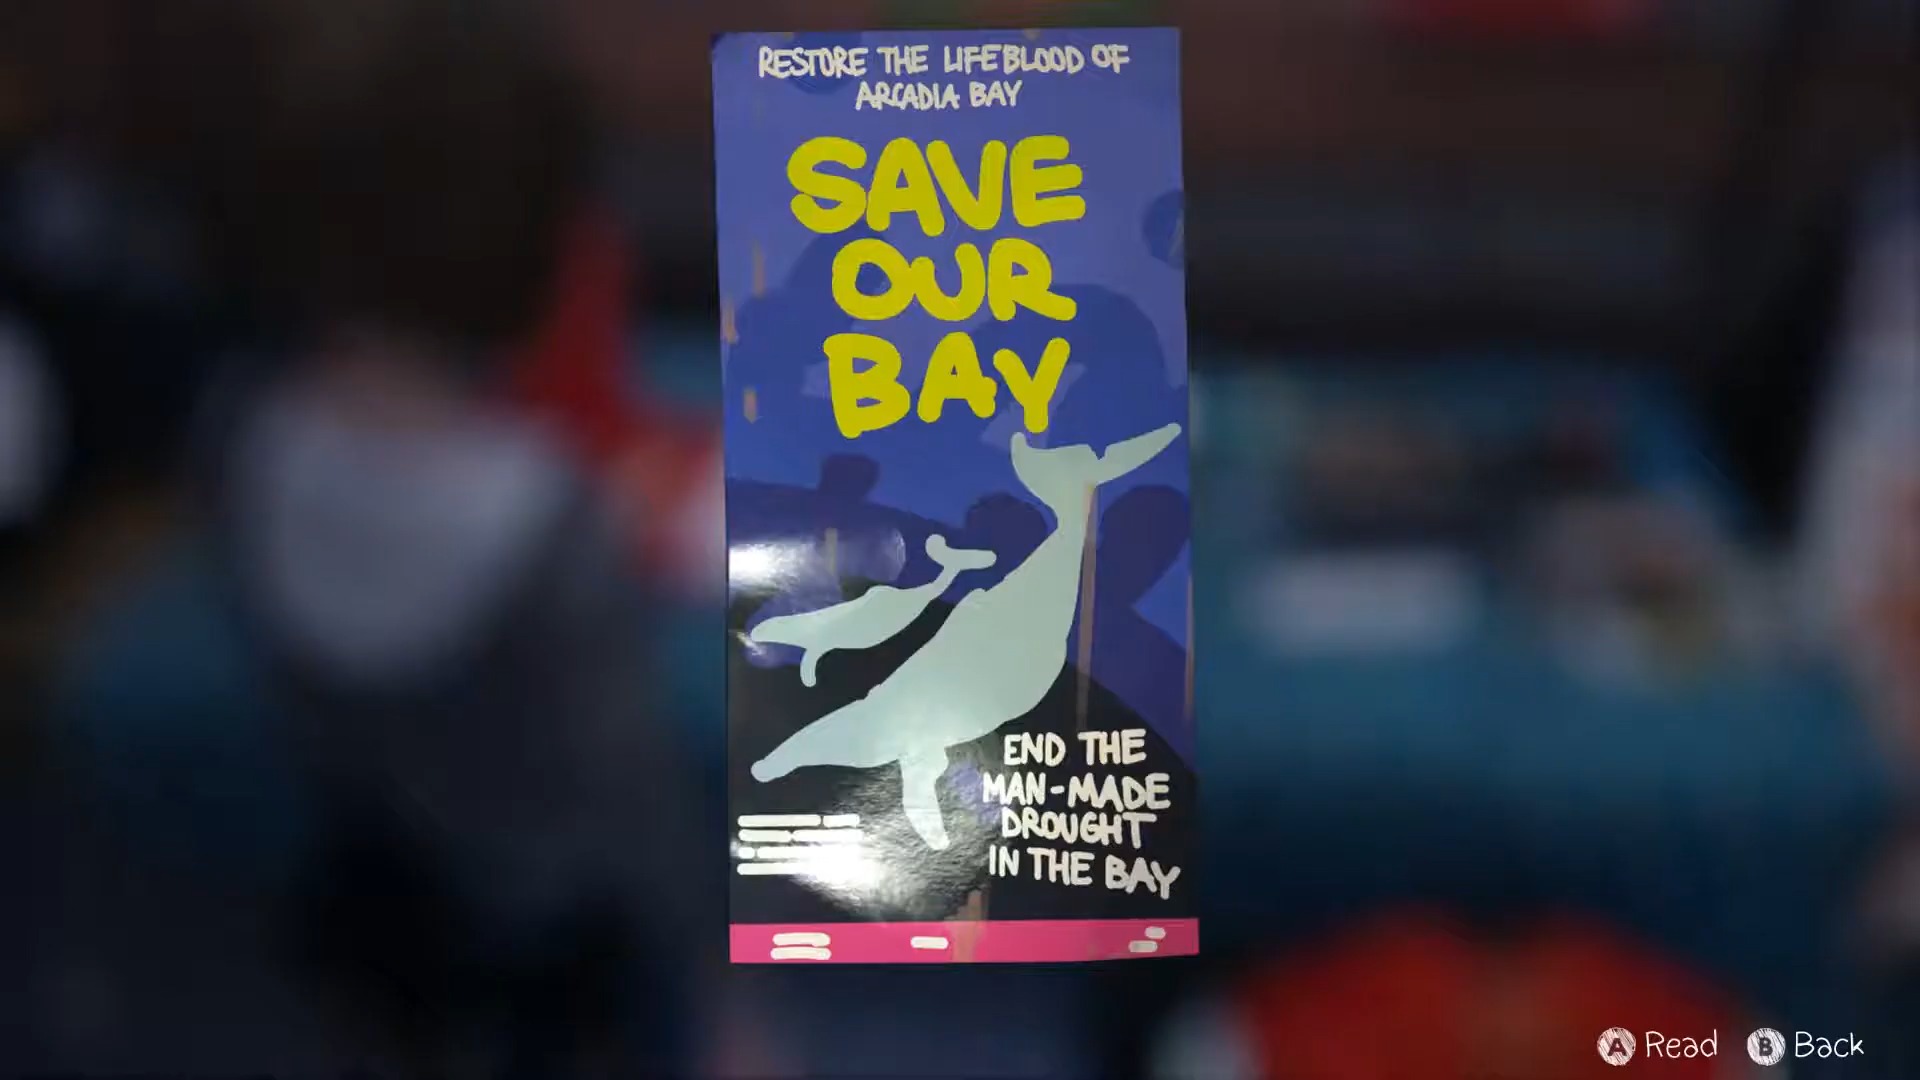 RESTORE THE LIFEBLOOD OF
ARCADIA BAY
SAVE
OUR
BAY
END THE
MAN-MADE
DROUGHT
IN THE BAY
A Read B Back